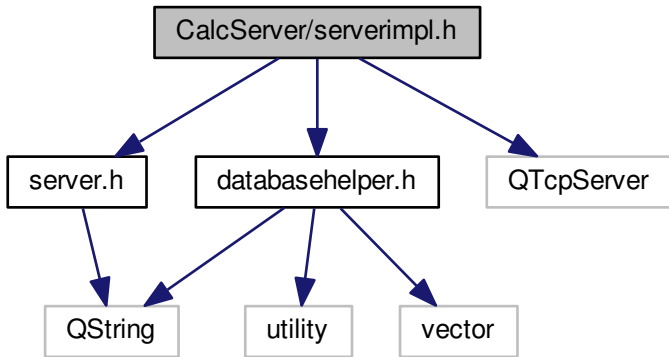 CalcServer/serverimpl.h
server.h
databasehelper.h
QTcpServer
QString
utility
vector